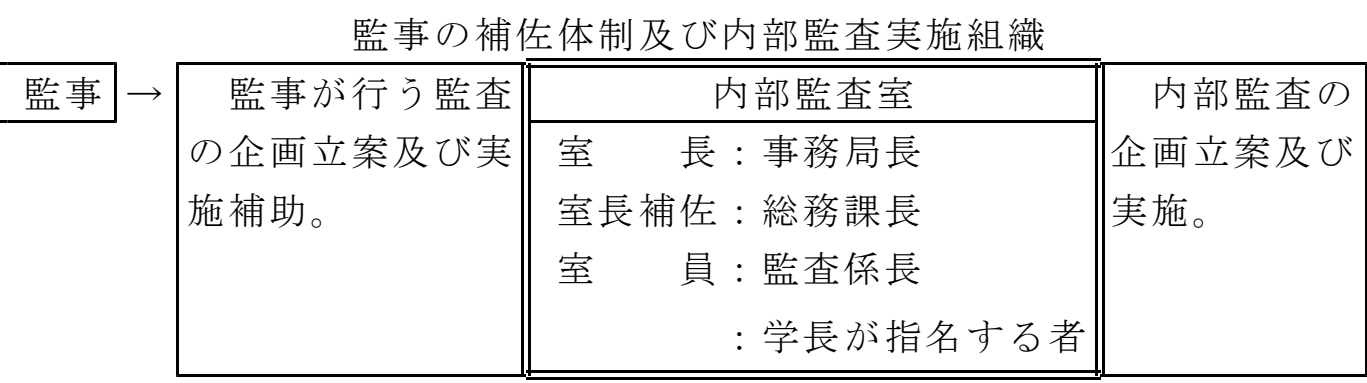 監事の補佐体制及び内部監査実施組織
監事
→
監事が行う監査
の企画立案及び実
施補助。
内部監査室
室　　長：事務局長
室長補佐：総務課長
室　　員：監査係長
：学長が指名する者
内部監査の
企画立案及び
実施。